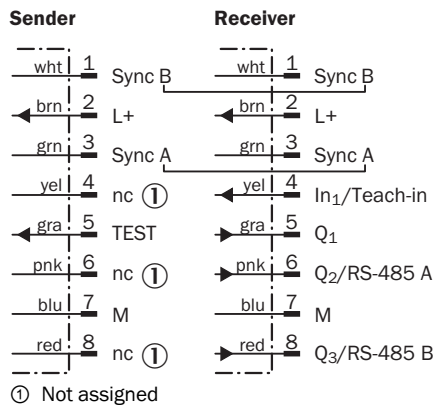 Sender Receiver
wht 1 Sync B wht 1 Sync B
brn 2 L+ brn 2 L+
grn 3 Sync A grn 3 Sync A
yel 4 nc ① yel 4 In₁/Teach-in
gra 5 TEST gra 5 Q₁
pnk 6 nc ① pnk 6 Q₂/RS-485 A
blu 7 M blu 7 M
red 8 nc ① red 8 Q₃/RS-485 B
① Not assigned